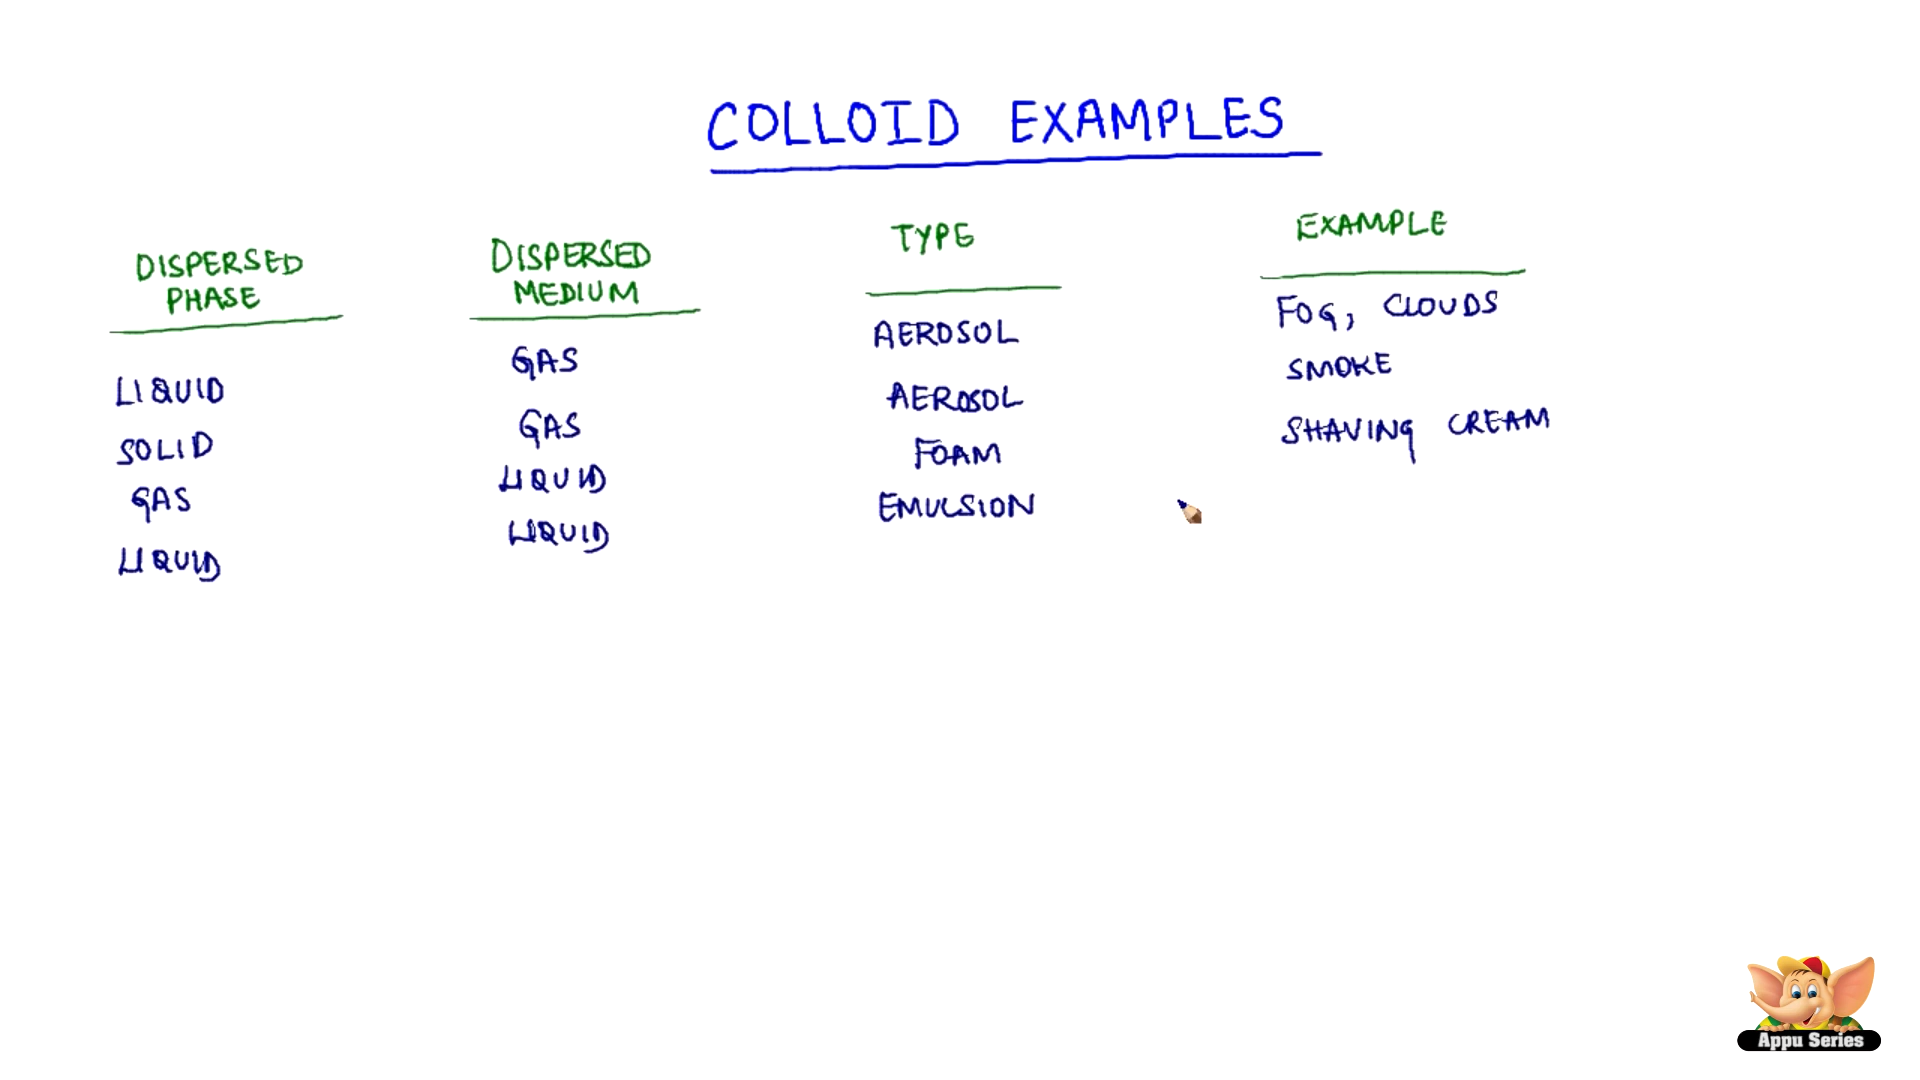 COLLOID EXAMPLES
DISPERSED PHASE DISPERSED MEDIUM TYPE EXAMPLE
LIQUID GAS AEROSOL FOG, CLOUDS
SOLID GAS AEROSOL SMOKE
GAS LIQUID FOAM SHAVING CREAM
LIQUID LIQUID EMULSION
Appu Series